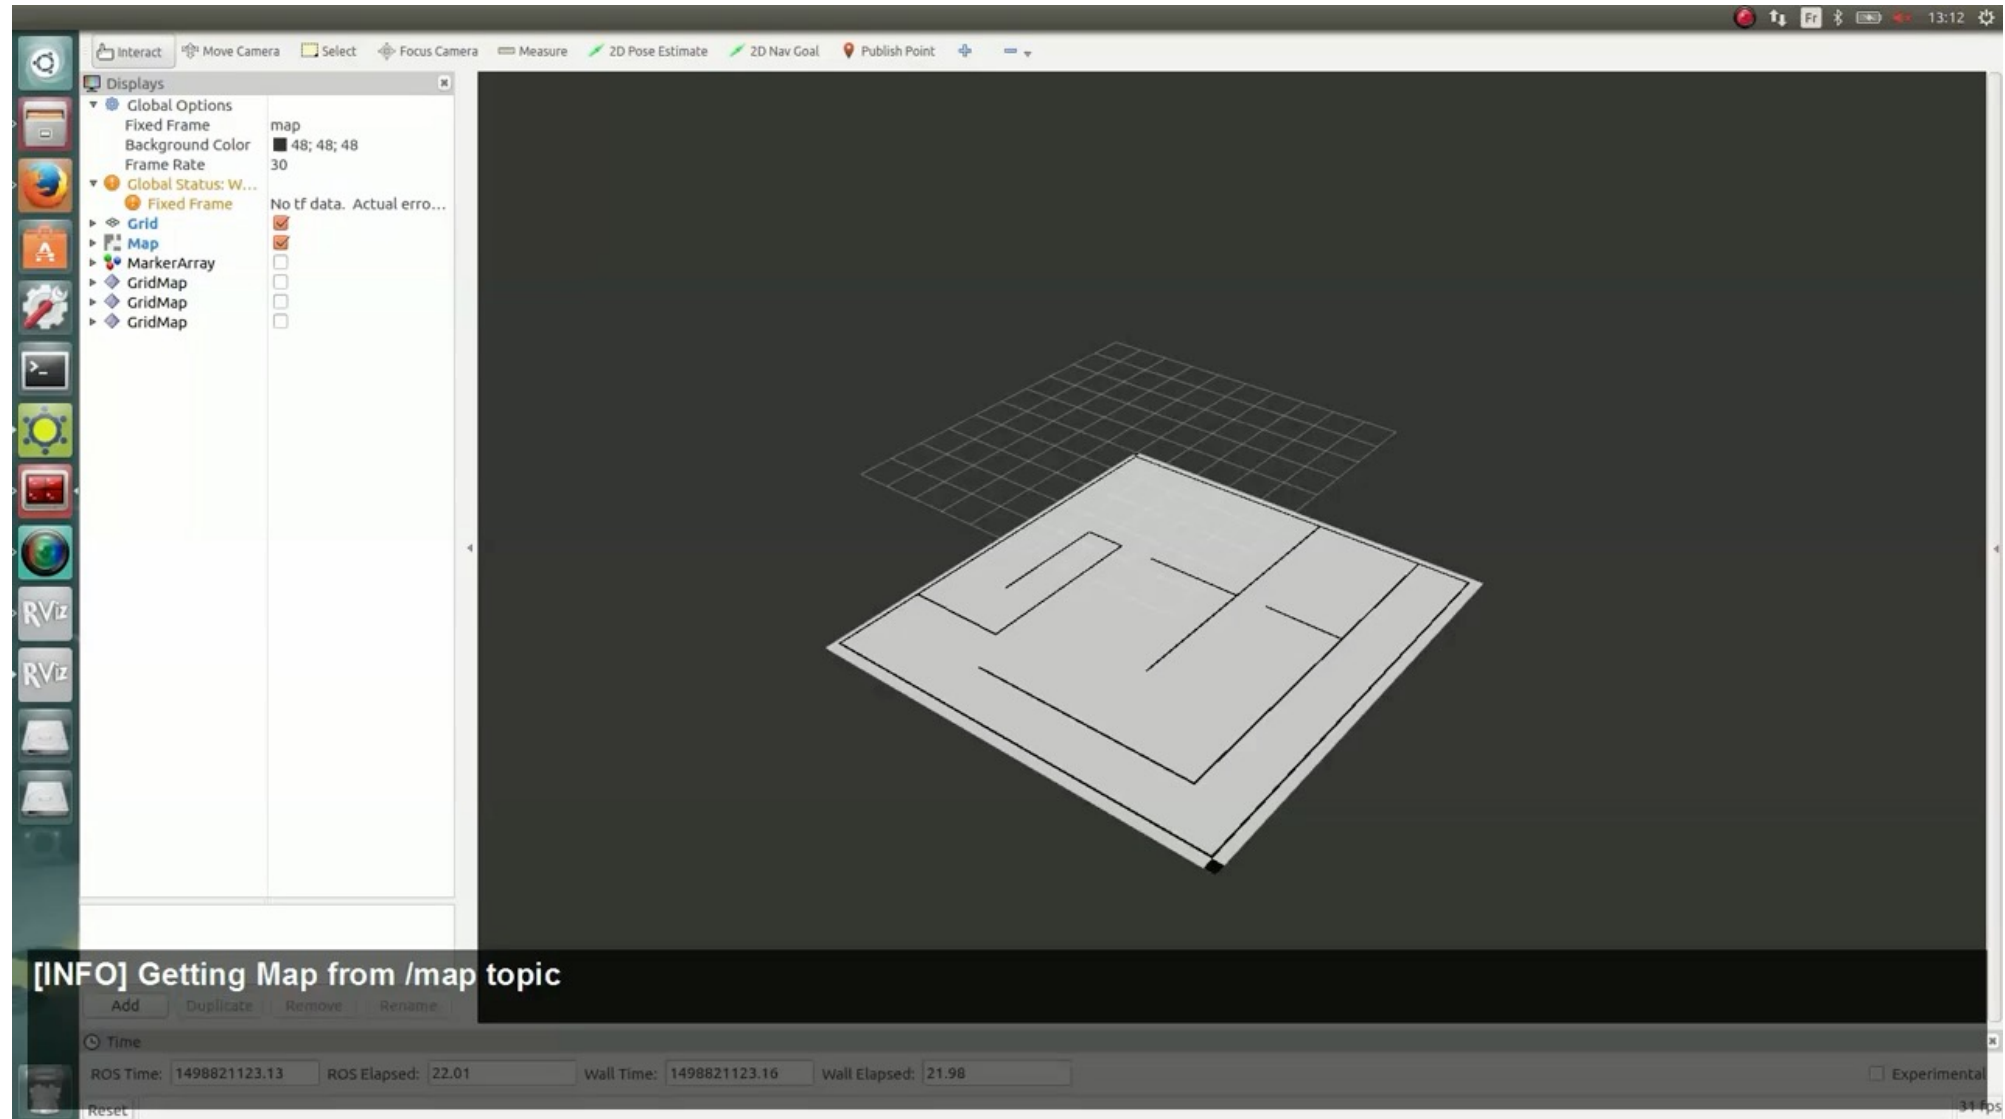 Fr 13:12
Interact Move Camera Select Focus Camera Measure 2D Pose Estimate 2D Nav Goal Publish Point
Displays
Global Options
Fixed Frame map
Background Color 48; 48; 48
Frame Rate 30
Global Status: W...
Fixed Frame No tf data. Actual erro...
Grid
Map
MarkerArray
GridMap
GridMap
GridMap
RViz
RViz
[INFO] Getting Map from /map topic
Add Duplicate Remove Rename
Time
ROS Time: 1498821123.13 ROS Elapsed: 22.01 Wall Time: 1498821123.16 Wall Elapsed: 21.98 Experimental
Reset 31 fps